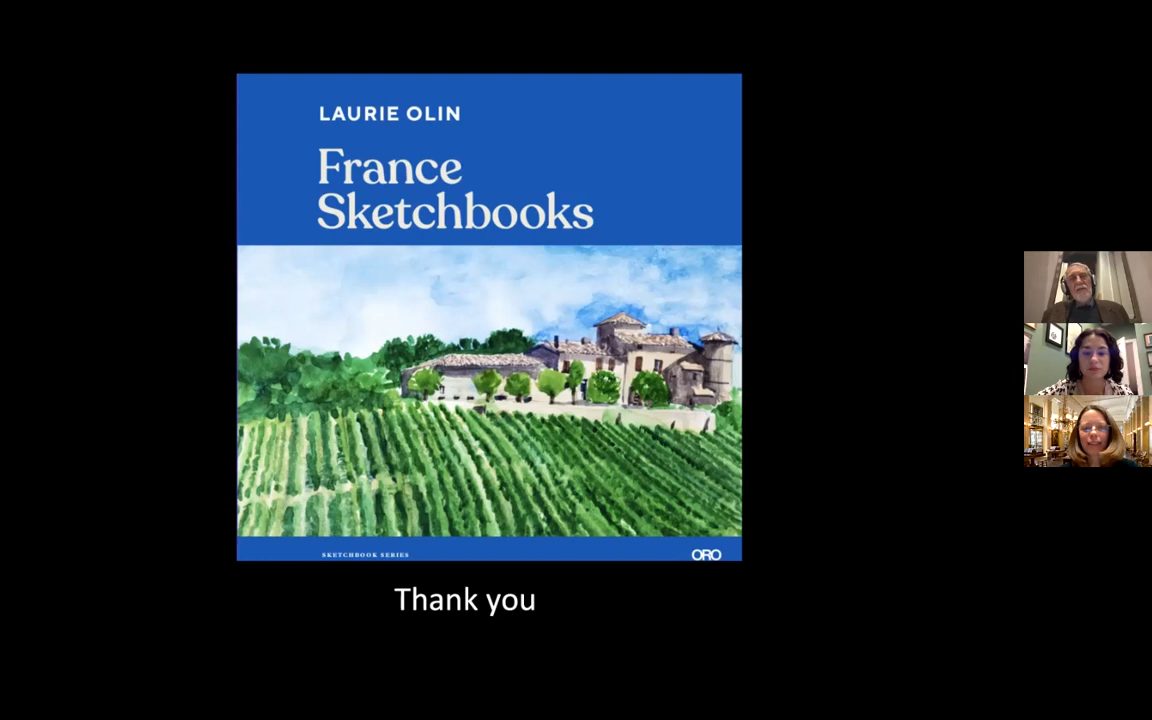 LAURIE OLIN
France
Sketchbooks
SKETCHBOOK SERIES
ORO
Thank you